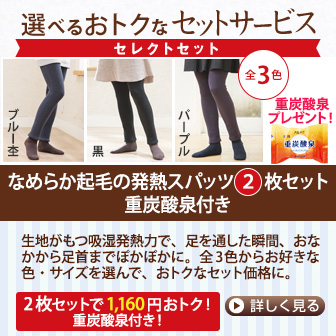 選べるおトクなセットサービス
セレクトセット
全3色
ブルー杢
黒
パープル
重炭酸泉
プレゼント!
重炭酸泉
なめらか起毛の発熱スパッツ2枚セット
重炭酸泉付き
生地がもつ吸湿発熱力で、足を通した瞬間、おな
かから足首までぽかぽかに。全3色からお好きな
色・サイズを選んで、おトクなセット価格に。
2枚セットで1,160円おトク!
重炭酸泉付き!
詳しく見る